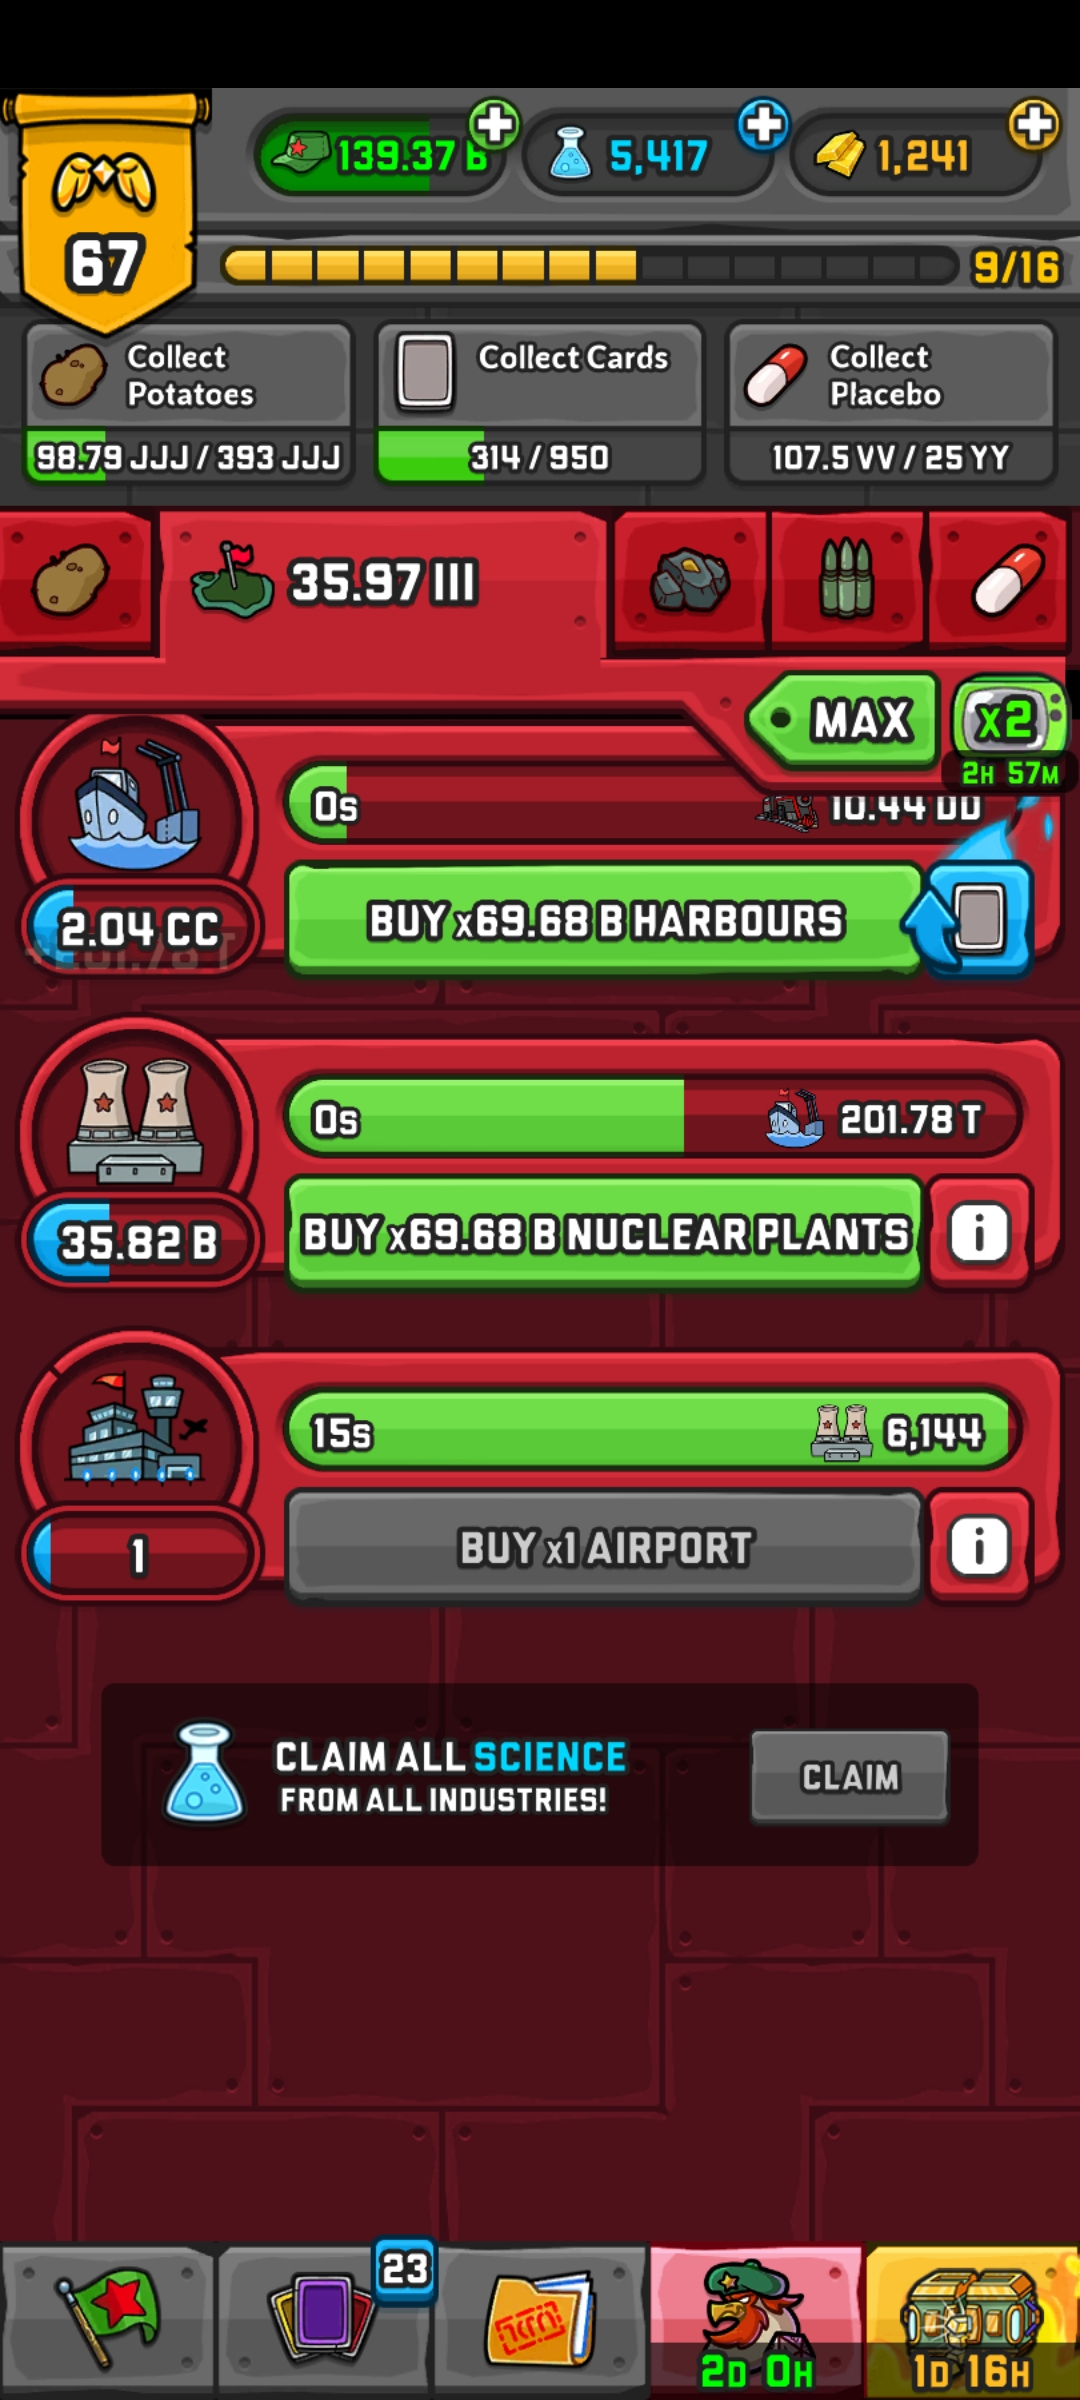 139.37 B
5,417
1,241
67
9/16
Collect
Potatoes
98.79 JJJ / 393 JJJ
Collect Cards
314 / 950
Collect
Placebo
107.5 VV / 25 YY
35.97 III
MAX
x2
2H 57M
0s
10.44 DD
2.04 CC
BUY x69.68 B HARBOURS
0s
201.78 T
35.82 B
BUY x69.68 B NUCLEAR PLANTS
i
15s
6,144
1
BUY x1 AIRPORT
i
CLAIM ALL SCIENCE
FROM ALL INDUSTRIES!
CLAIM
23
2D 0H
1D 16H